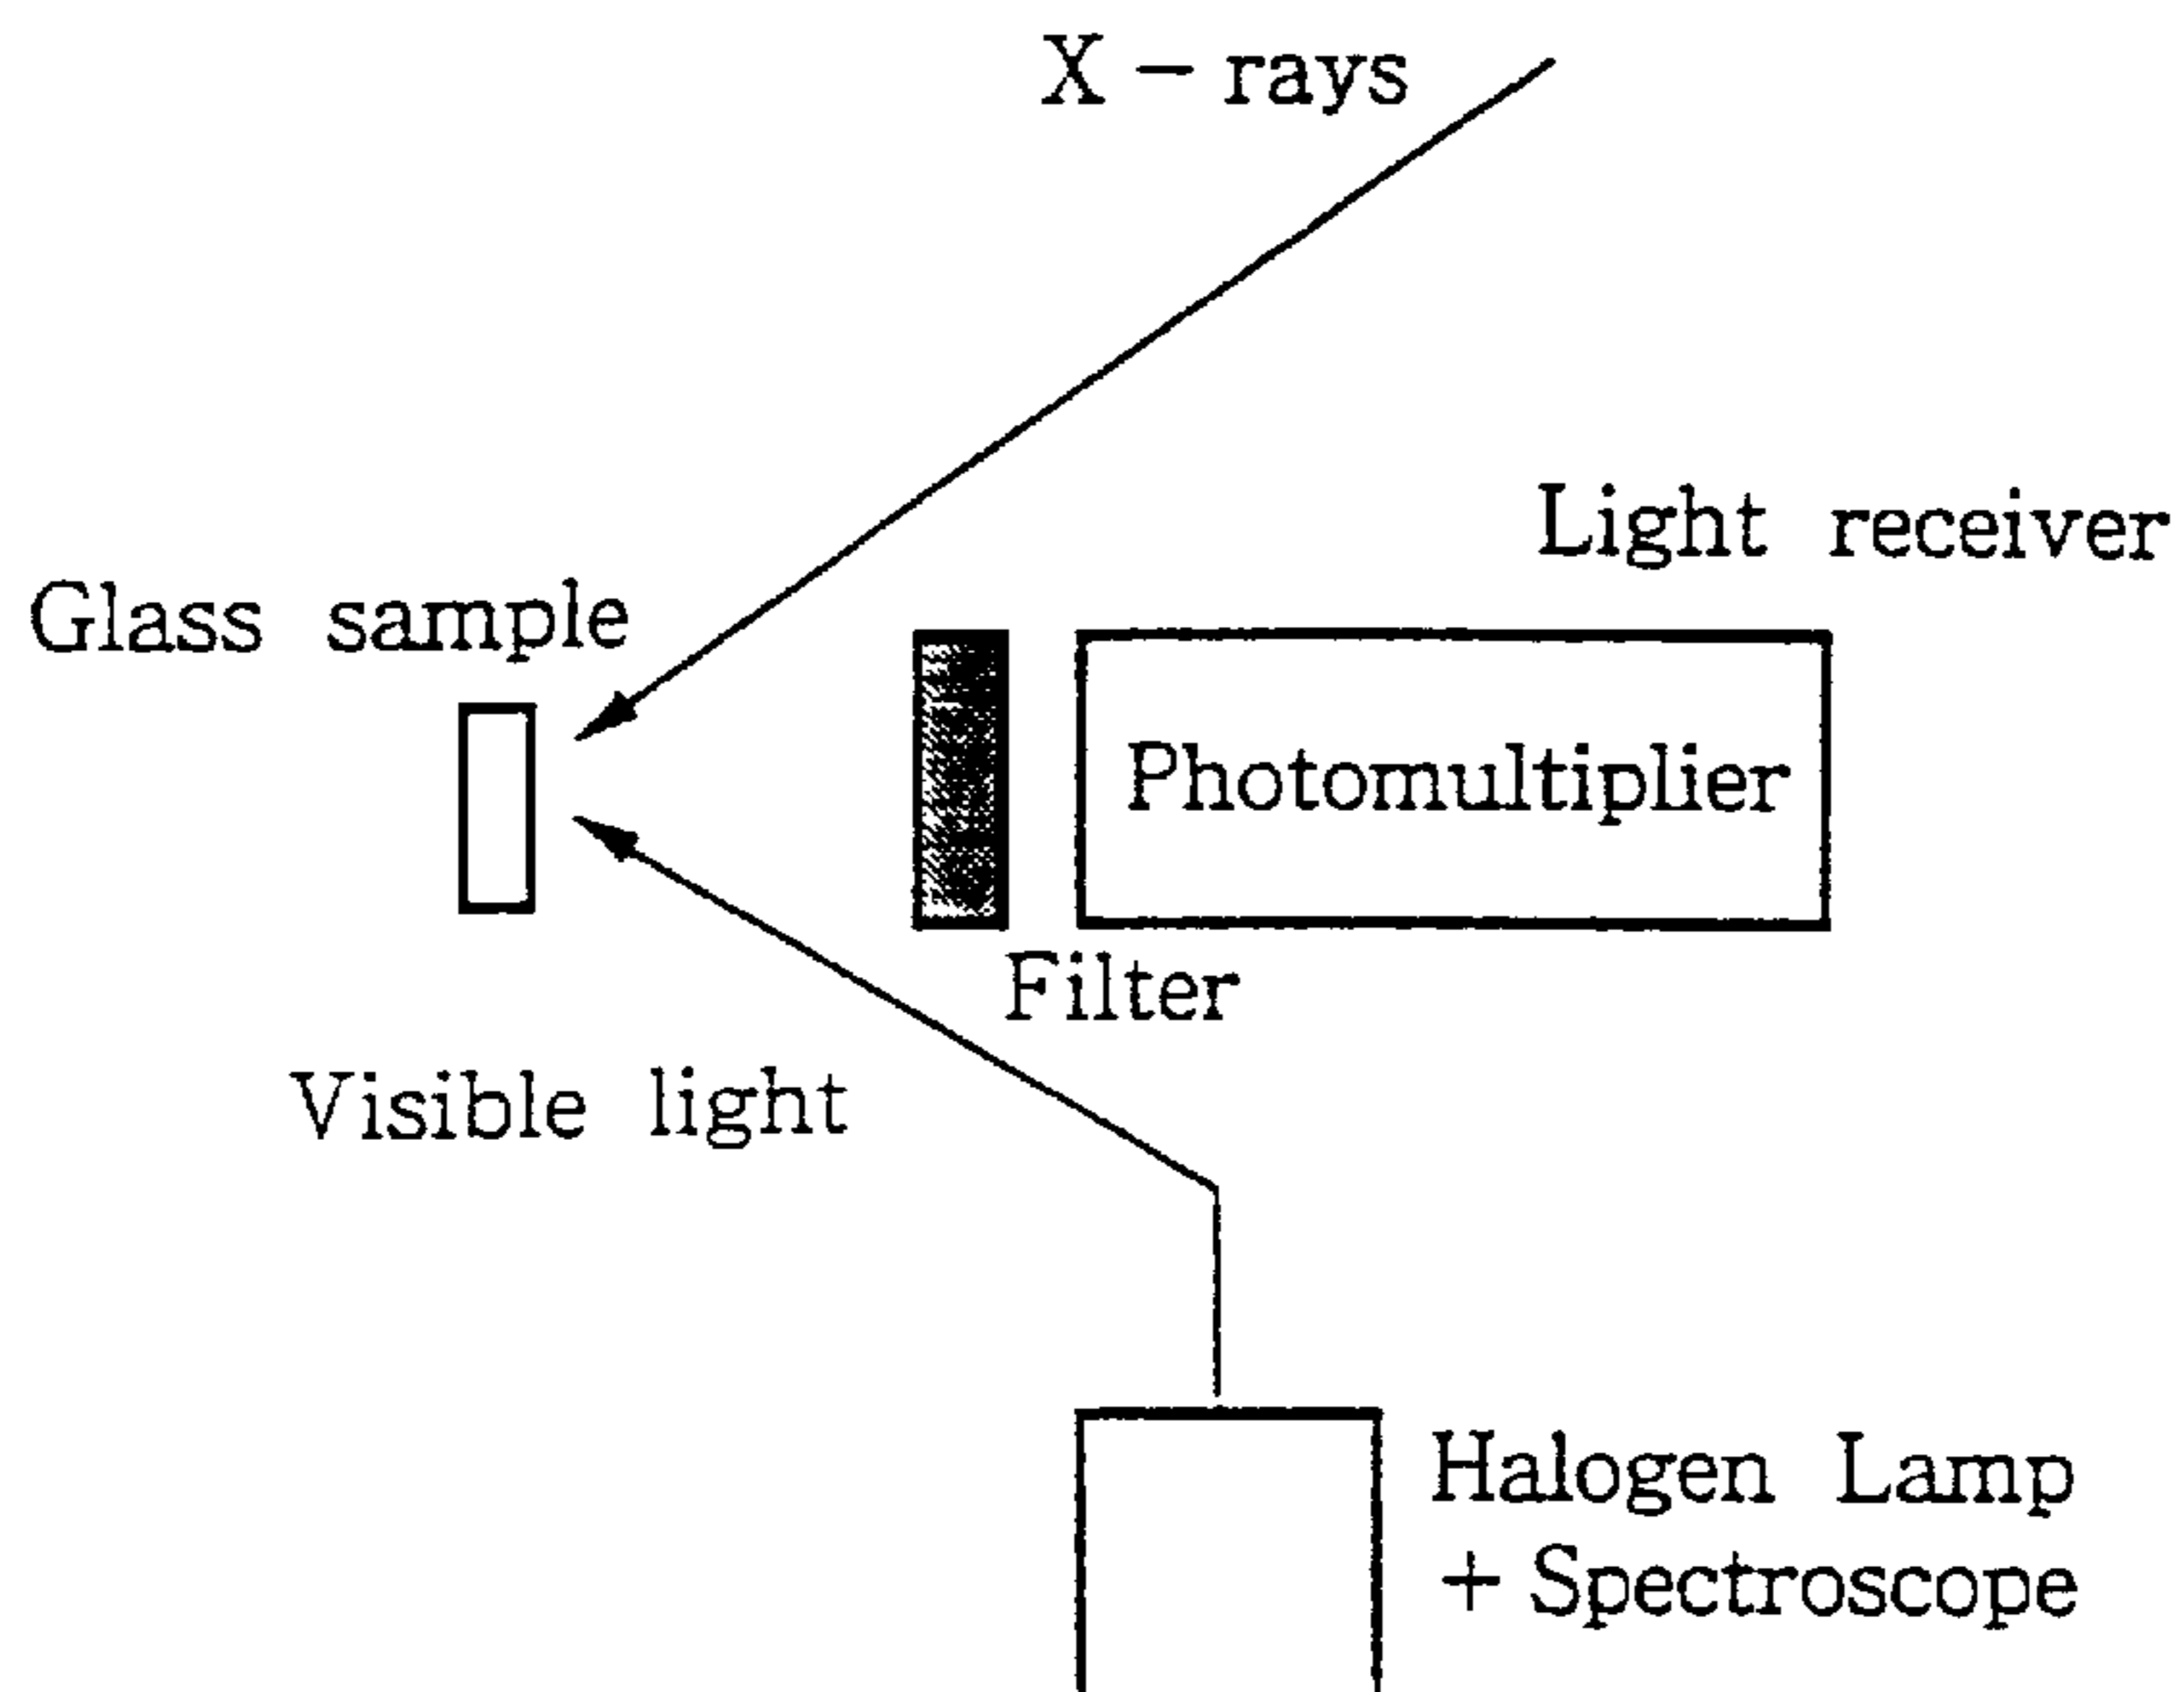 X − rays
Light receiver
Glass sample
Photomultiplier
Filter
Visible light
Halogen Lamp
+ Spectroscope